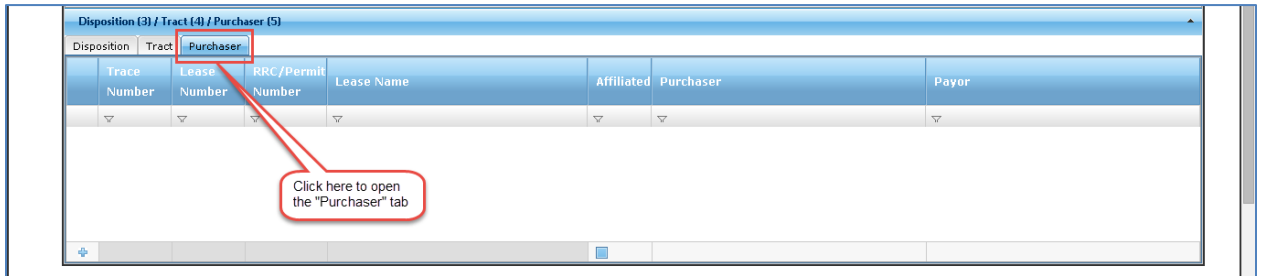 Disposition (3) / Tract (4) / Purchaser (5)
Disposition Tract Purchaser
Trace Number
Lease Number
RRC/Permit Number
Lease Name
Affiliated
Purchaser
Payor
Click here to open
the "Purchaser" tab